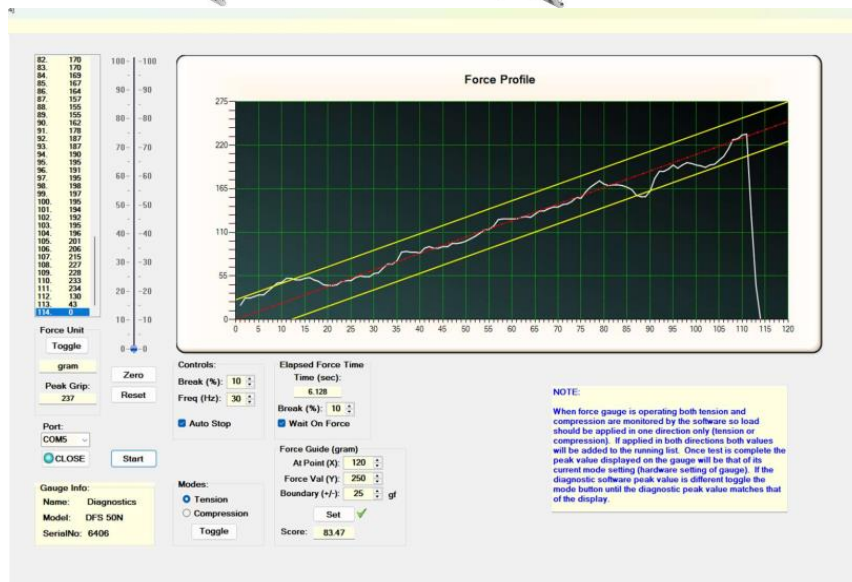 82. 170
83. 170
84. 169
85. 167
86. 164
87. 157
88. 155
89. 155
90. 162
91. 178
92. 187
93. 187
94. 190
95. 195
96. 191
97. 195
98. 198
99. 197
100. 195
101. 194
102. 192
103. 195
104. 196
105. 201
106. 206
107. 215
108. 227
109. 228
110. 233
111. 234
112. 130
113. 43
114. 0
100 - - 100
90 - - 90
80 - - 80
70 - - 70
60 - - 60
50 - - 50
40 - - 40
30 - - 30
20 - - 20
10 - - 10
0 - - 0
Force Profile
275
220
165
110
55
0
0 5 10 15 20 25 30 35 40 45 50 55 60 65 70 75 80 85 90 95 100 105 110 115 120
Force Unit
Toggle
gram
Peak Grip:
237
Zero
Reset
Port:
COM5
CLOSE
Start
Gauge Info:
Name: Diagnostics
Model: DFS 50N
SerialNo: 6406
Controls:
Break (%): 10
Freq (Hz): 30
Auto Stop
Modes:
Tension
Compression
Toggle
Elapsed Force Time
Time (sec):
6.128
Break (%): 10
Wait On Force
Force Guide (gram)
At Point (X): 120
Force Val (Y): 250
Boundary (+/-): 25 gf
Set
Score: 83.47
NOTE:
When force gauge is operating both tension and
compression are monitored by the software so load
should be applied in one direction only (tension or
compression). If applied in both directions both values
will be added to the running list. Once test is complete the
peak value displayed on the gauge will be that of its
current mode setting (hardware setting of gauge). If the
diagnostic software peak value is different toggle the
mode button until the diagnostic peak value matches that
of the display.